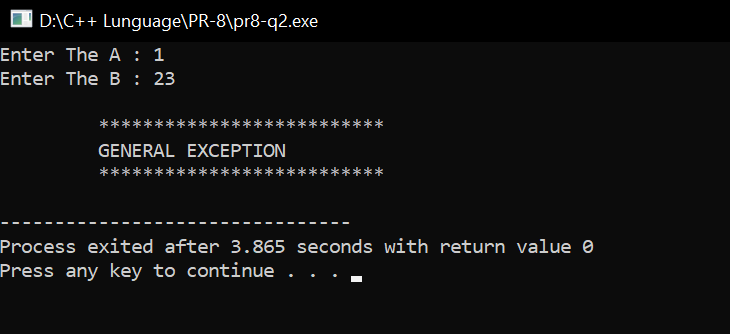 D:\C++ Lunguage\PR-8\pr8-q2.exe
Enter The A : 1
Enter The B : 23
**************************
GENERAL EXCEPTION
**************************
--------------------------------
Process exited after 3.865 seconds with return value 0
Press any key to continue . . .